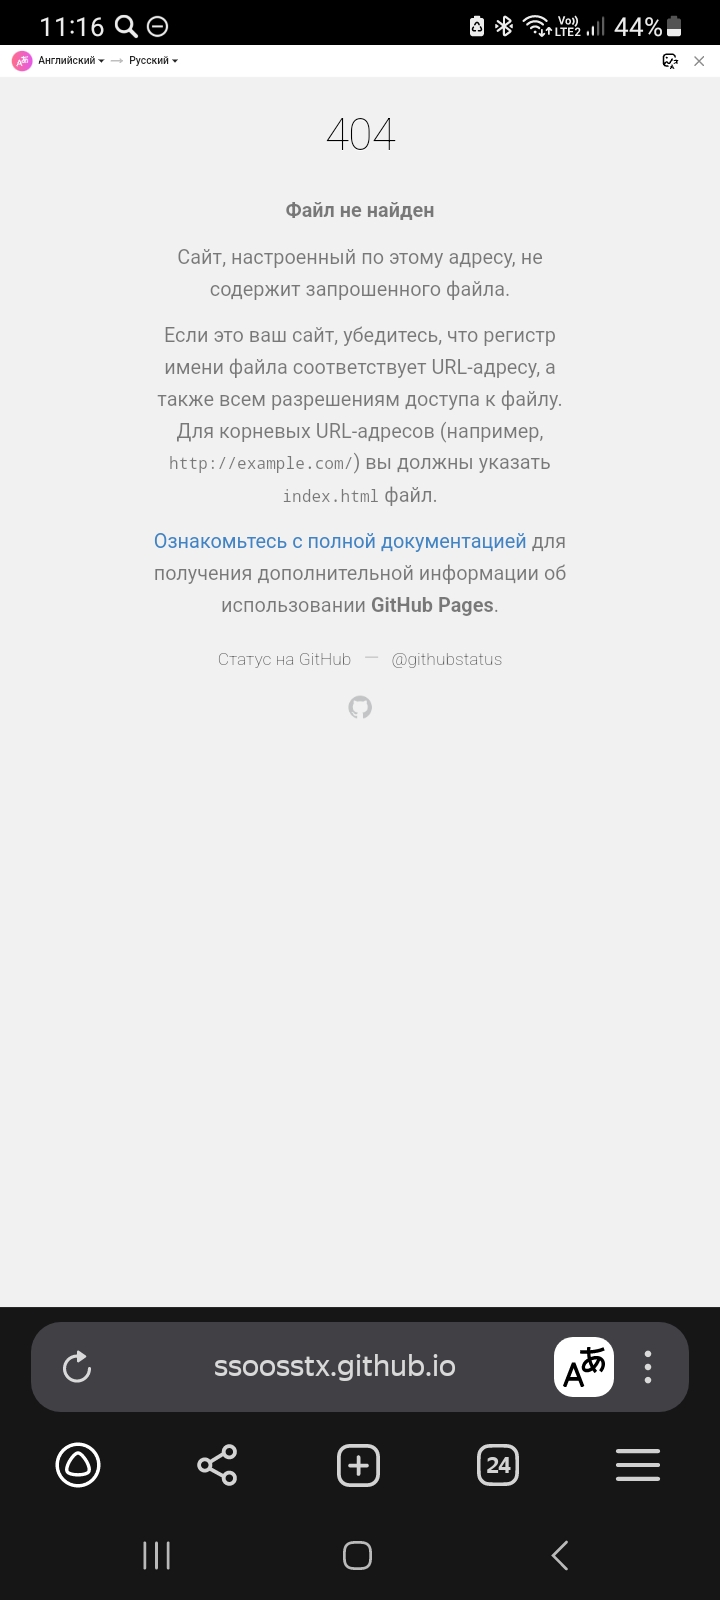 11:16 Vo)) LTE2 44%
Английский Русский
404
Файл не найден
Сайт, настроенный по этому адресу, не
содержит запрошенного файла.
Если это ваш сайт, убедитесь, что регистр
имени файла соответствует URL-адресу, а
также всем разрешениям доступа к файлу.
Для корневых URL-адресов (например,
http://example.com/) вы должны указать
index.html файл.
Ознакомьтесь с полной документацией для
получения дополнительной информации об
использовании GitHub Pages.
Статус на GitHub — @githubstatus
ssoosstx.github.io Aあ
24